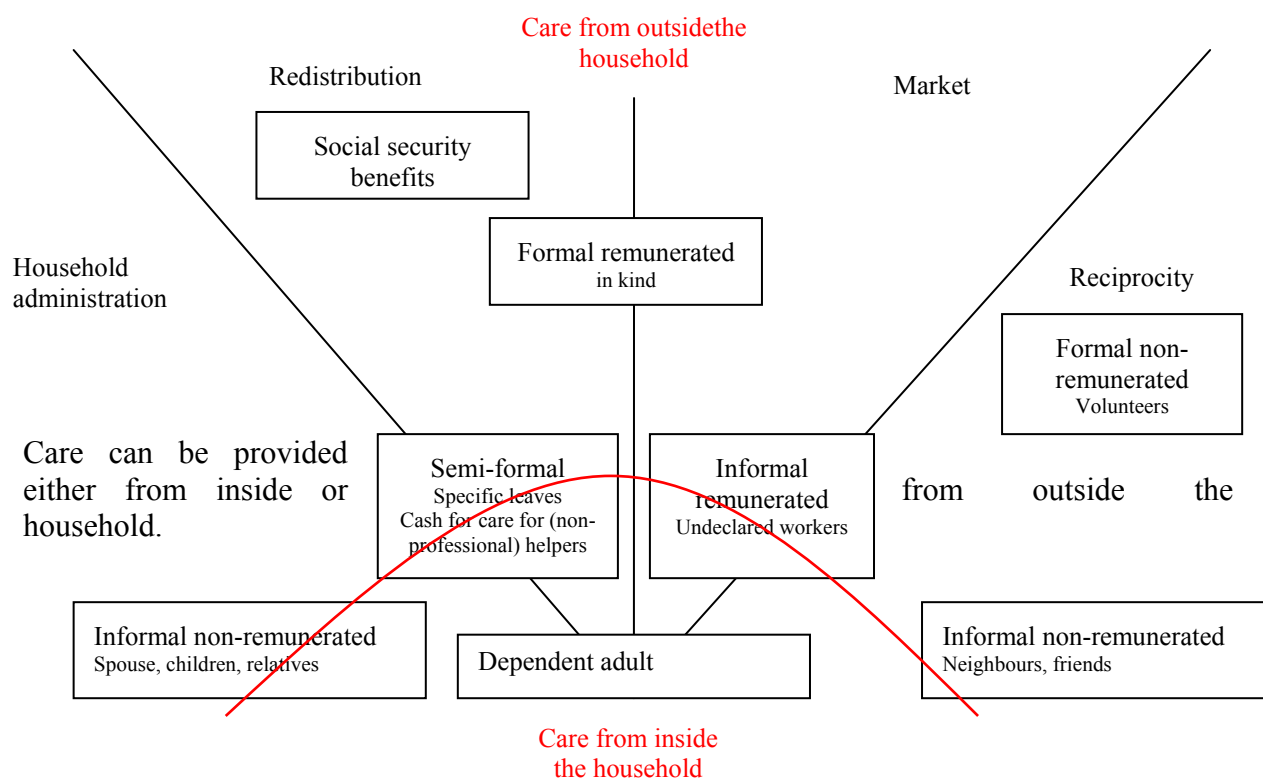 Care from outsidethe
household
Redistribution
Market
Social security
benefits
Formal remunerated
in kind
Household
administration
Reciprocity
Formal non-
remunerated
Volunteers
Care can be provided
either from inside or
household.
from outside the
Semi-formal
Specific leaves
Cash for care for (non-
professional) helpers
Informal
remunerated
Undeclared workers
Informal non-remunerated
Spouse, children, relatives
Dependent adult
Informal non-remunerated
Neighbours, friends
Care from inside
the household